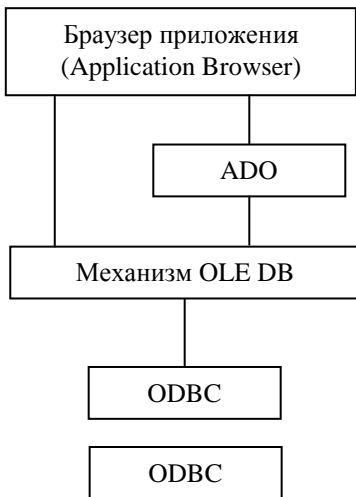 Браузер приложения
(Application Browser)
ADO
Механизм OLE DB
ODBC
ODBC